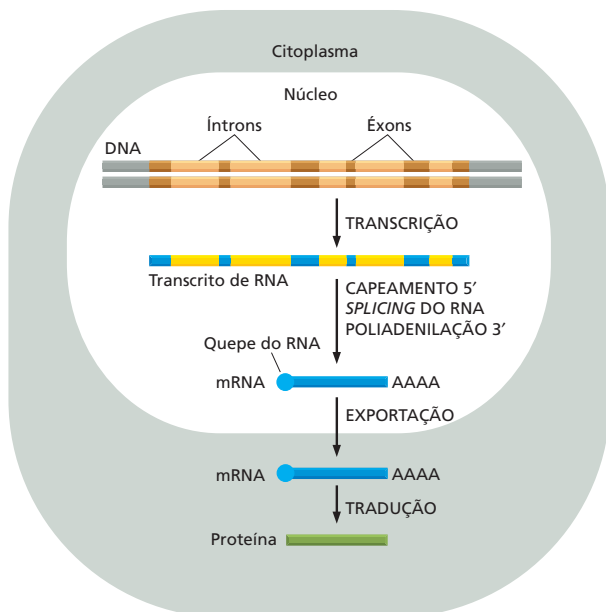 Citoplasma
Núcleo
Íntrons
Éxons
DNA
TRANSCRIÇÃO
Transcrito de RNA
CAPEAMENTO 5′
SPLICING DO RNA
POLIADENILAÇÃO 3′
Quepe do RNA
mRNA
AAAA
EXPORTAÇÃO
mRNA
AAAA
TRADUÇÃO
Proteína